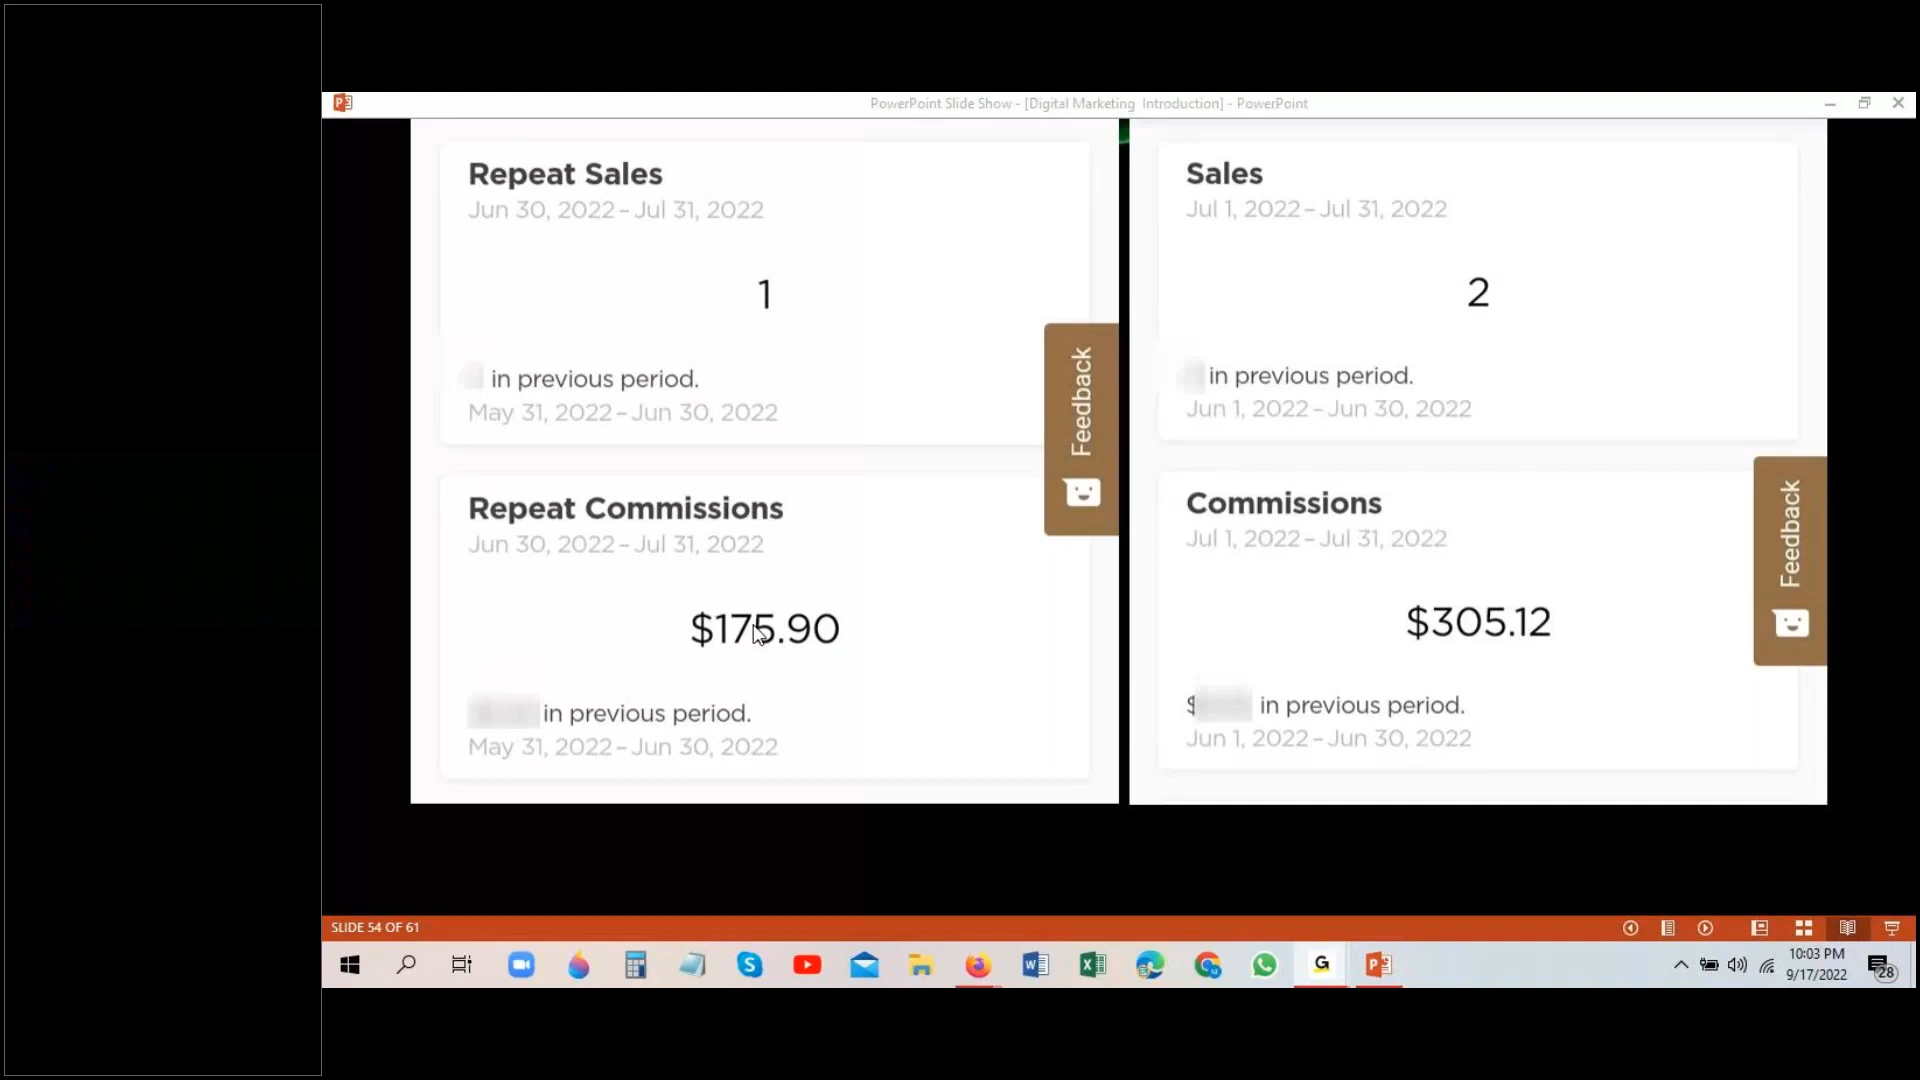 PowerPoint Slide Show - [Digital Marketing  Introduction] - PowerPoint
Repeat Sales
Jun 30, 2022 – Jul 31, 2022
1
in previous period.
May 31, 2022 – Jun 30, 2022
Feedback
Repeat Commissions
Jun 30, 2022 – Jul 31, 2022
$175.90
in previous period.
May 31, 2022 – Jun 30, 2022
Sales
Jul 1, 2022 – Jul 31, 2022
2
in previous period.
Jun 1, 2022 – Jun 30, 2022
Commissions
Jul 1, 2022 – Jul 31, 2022
$305.12
$ in previous period.
Jun 1, 2022 – Jun 30, 2022
Feedback
SLIDE 54 OF 61
10:03 PM
9/17/2022
28